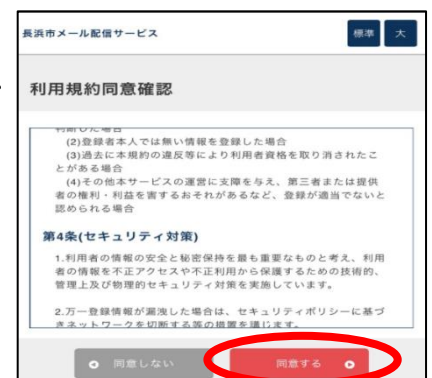 長浜市メール配信サービス
標準 大
利用規約同意確認
判断した場合
(2)登録者本人では無い情報を登録した場合
(3)過去に本規約の違反等により利用者資格を取り消されたこ
とがある場合
(4)その他本サービスの運営に支障を与え、第三者または提供
者の権利・利益を害するおそれがあるなど、登録が適当でないと
認められる場合
第4条(セキュリティ対策)
1.利用者の情報の安全と秘密保持を最も重要なものと考え、利用
者の情報を不正アクセスや不正利用から保護するための技術的、
管理上及び物理的セキュリティ対策を実施しています。
2.万一登録情報が漏洩した場合は、セキュリティポリシーに基づ
きネットワークを切断する等の措置を講じます。
同意しない
同意する